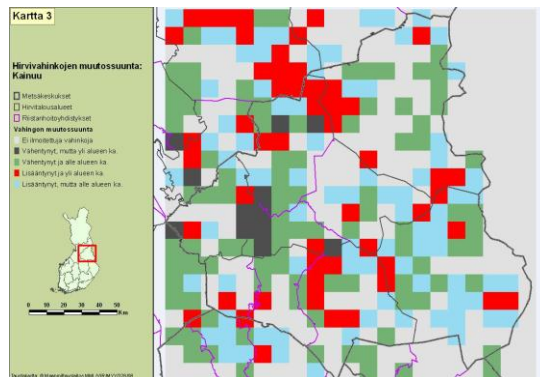 Kartta 3
Hirvivahinkojen muutossuunta:
Kainuu
Metsäkeskukset
Hirvitalousalueet
Riistanhoitoyhdistykset
Vahingon muutossuunta
Ei ilmoitettuja vahinkoja
Vähentynyt, mutta yli alueen ka.
Vähentynyt ja alle alueen ka.
Lisääntynyt ja yli alueen ka.
Lisääntynyt, mutta alle alueen ka.
0 10 20 30 40 50
Km